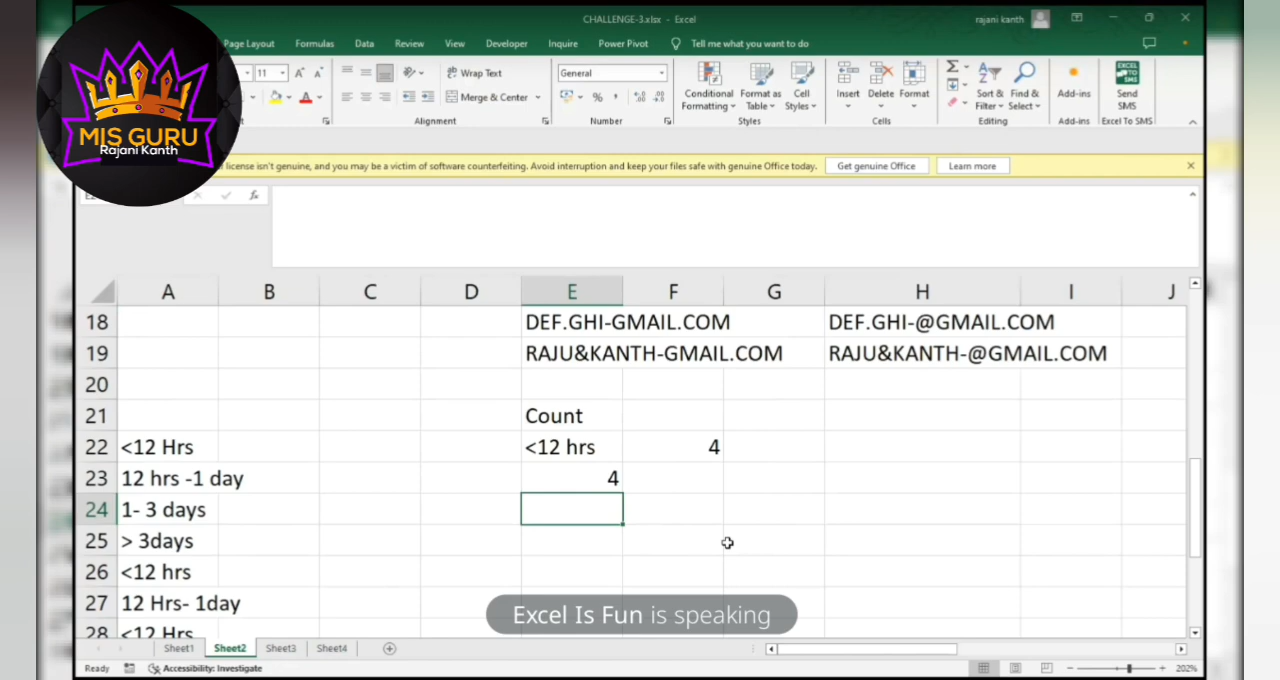 CHALLENGE-3.xlsx - Excel
rajani kanth
Page Layout Formulas Data Review View Developer Inquire Power Pivot Tell me what you want to do
11 Wrap Text General
Merge & Center
Conditional Formatting
Format as Table
Cell Styles
Insert Delete Format
Sort & Filter
Find & Select
Add-ins
Send SMS
EXCEL TO SMS
Alignment Number Styles Cells Editing Add-ins Excel To SMS
MIS GURU
Rajani Kanth
license isn't genuine, and you may be a victim of software counterfeiting. Avoid interruption and keep your files safe with genuine Office today. Get genuine Office Learn more
fx
A B C D E F G H I J
18 DEF.GHI-GMAIL.COM DEF.GHI-@GMAIL.COM
19 RAJU&KANTH-GMAIL.COM RAJU&KANTH-@GMAIL.COM
20
21 Count
22 <12 Hrs <12 hrs 4
23 12 hrs -1 day 4
24 1- 3 days
25 > 3days
26 <12 hrs
27 12 Hrs- 1day
28 <12 Hrs
Excel Is Fun is speaking
Sheet1 Sheet2 Sheet3 Sheet4
Ready Accessibility: Investigate 202%